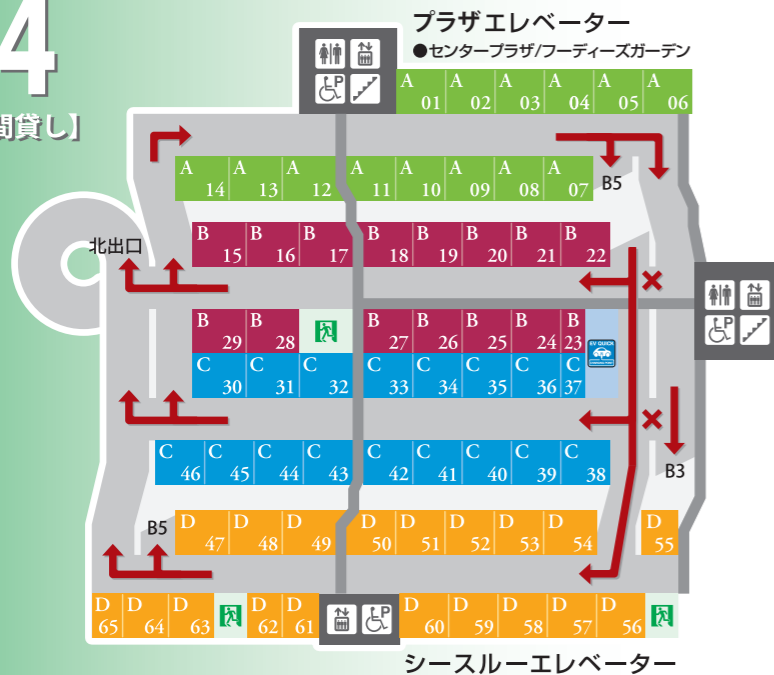 4
間貸し】
プラザエレベーター
●センタープラザ/フーディーズガーデン
P
A 01 A 02 A 03 A 04 A 05 A 06
A 14 A 13 A 12 A 11 A 10 A 09 A 08 A 07
B5
B 15 B 16 B 17 B 18 B 19 B 20 B 21 B 22
北出口
P
B 29 B 28 B 27 B 26 B 25 B 24 B 23
EV QUICK
C 30 C 31 C 32 C 33 C 34 C 35 C 36 C 37
C 46 C 45 C 44 C 43 C 42 C 41 C 40 C 39 C 38
B3
B5
D 47 D 48 D 49 D 50 D 51 D 52 D 53 D 54 D 55
D 65 D 64 D 63 D 62 D 61 P D 60 D 59 D 58 D 57 D 56
シースルーエレベーター